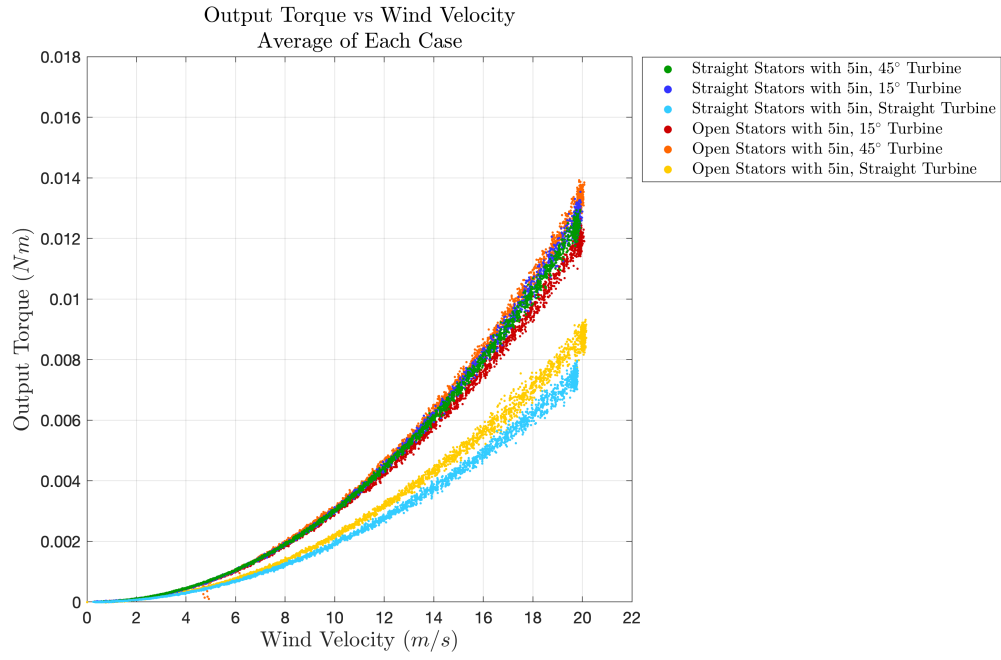 Output Torque vs Wind Velocity
Average of Each Case
0.018
0.016
0.014
0.012
0.01
0.008
0.006
0.004
0.002
0
Output Torque (Nm)
0 2 4 6 8 10 12 14 16 18 20 22
Wind Velocity (m/s)
Straight Stators with 5in, 45° Turbine
Straight Stators with 5in, 15° Turbine
Straight Stators with 5in, Straight Turbine
Open Stators with 5in, 15° Turbine
Open Stators with 5in, 45° Turbine
Open Stators with 5in, Straight Turbine